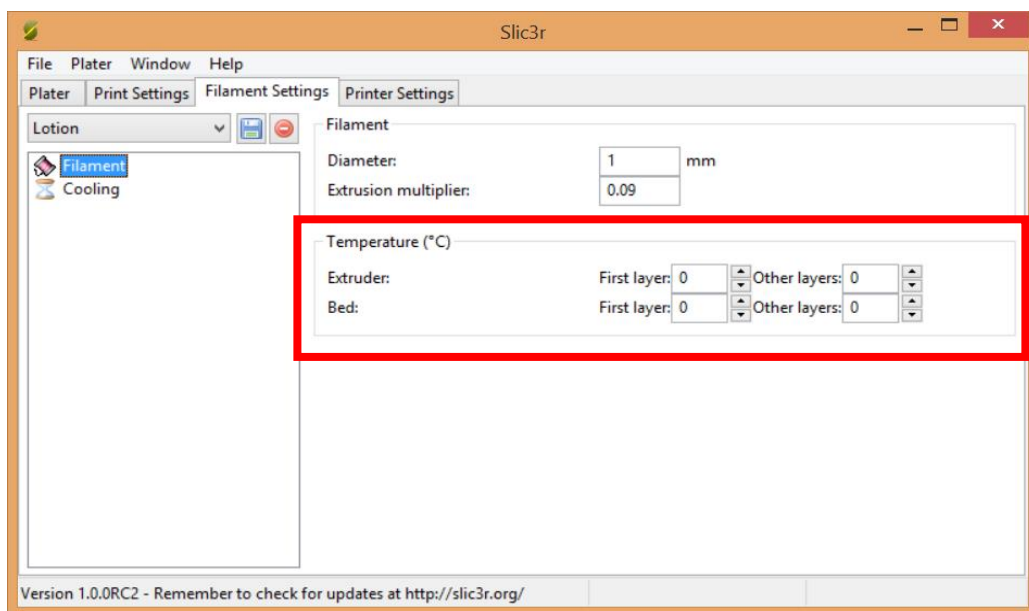 Slic3r
File Plater Window Help
Plater Print Settings Filament Settings Printer Settings
Lotion
Filament
Cooling
Filament
Diameter: 1 mm
Extrusion multiplier: 0.09
Temperature (°C)
Extruder: First layer: 0 Other layers: 0
Bed: First layer: 0 Other layers: 0
Version 1.0.0RC2 - Remember to check for updates at http://slic3r.org/